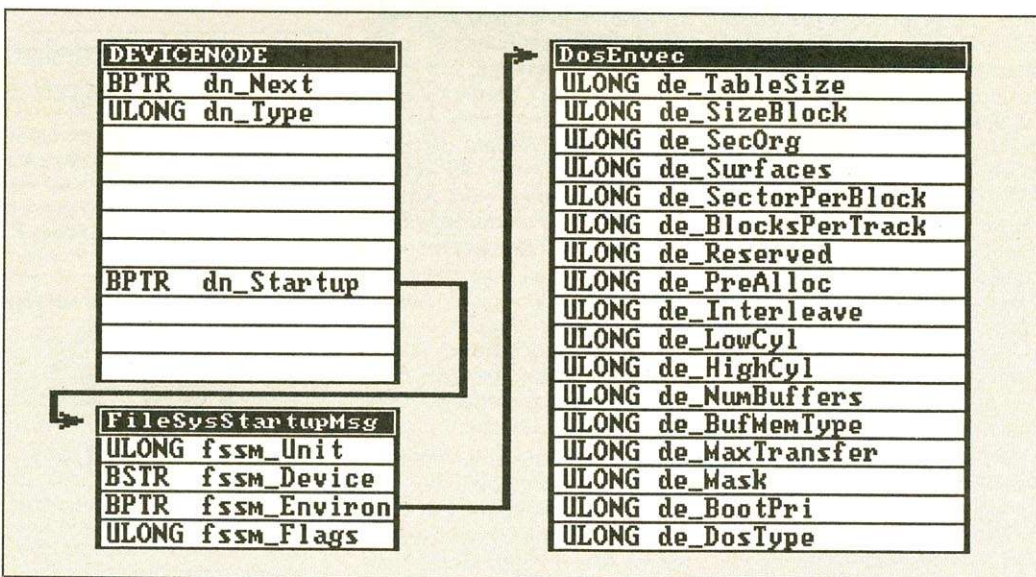 DEVICENODE
BPTR dn_Next
ULONG dn_Type
BPTR dn_Startup
FileSysStartupMsg
ULONG fssm_Unit
BSTR fssm_Device
BPTR fssm_Environ
ULONG fssm_Flags
DosEnvec
ULONG de_TableSize
ULONG de_SizeBlock
ULONG de_SecOrg
ULONG de_Surfaces
ULONG de_SectorPerBlock
ULONG de_BlocksPerTrack
ULONG de_Reserved
ULONG de_PreAlloc
ULONG de_Interleave
ULONG de_LowCyl
ULONG de_HighCyl
ULONG de_NumBuffers
ULONG de_BufMemType
ULONG de_MaxTransfer
ULONG de_Mask
ULONG de_BootPri
ULONG de_DosType